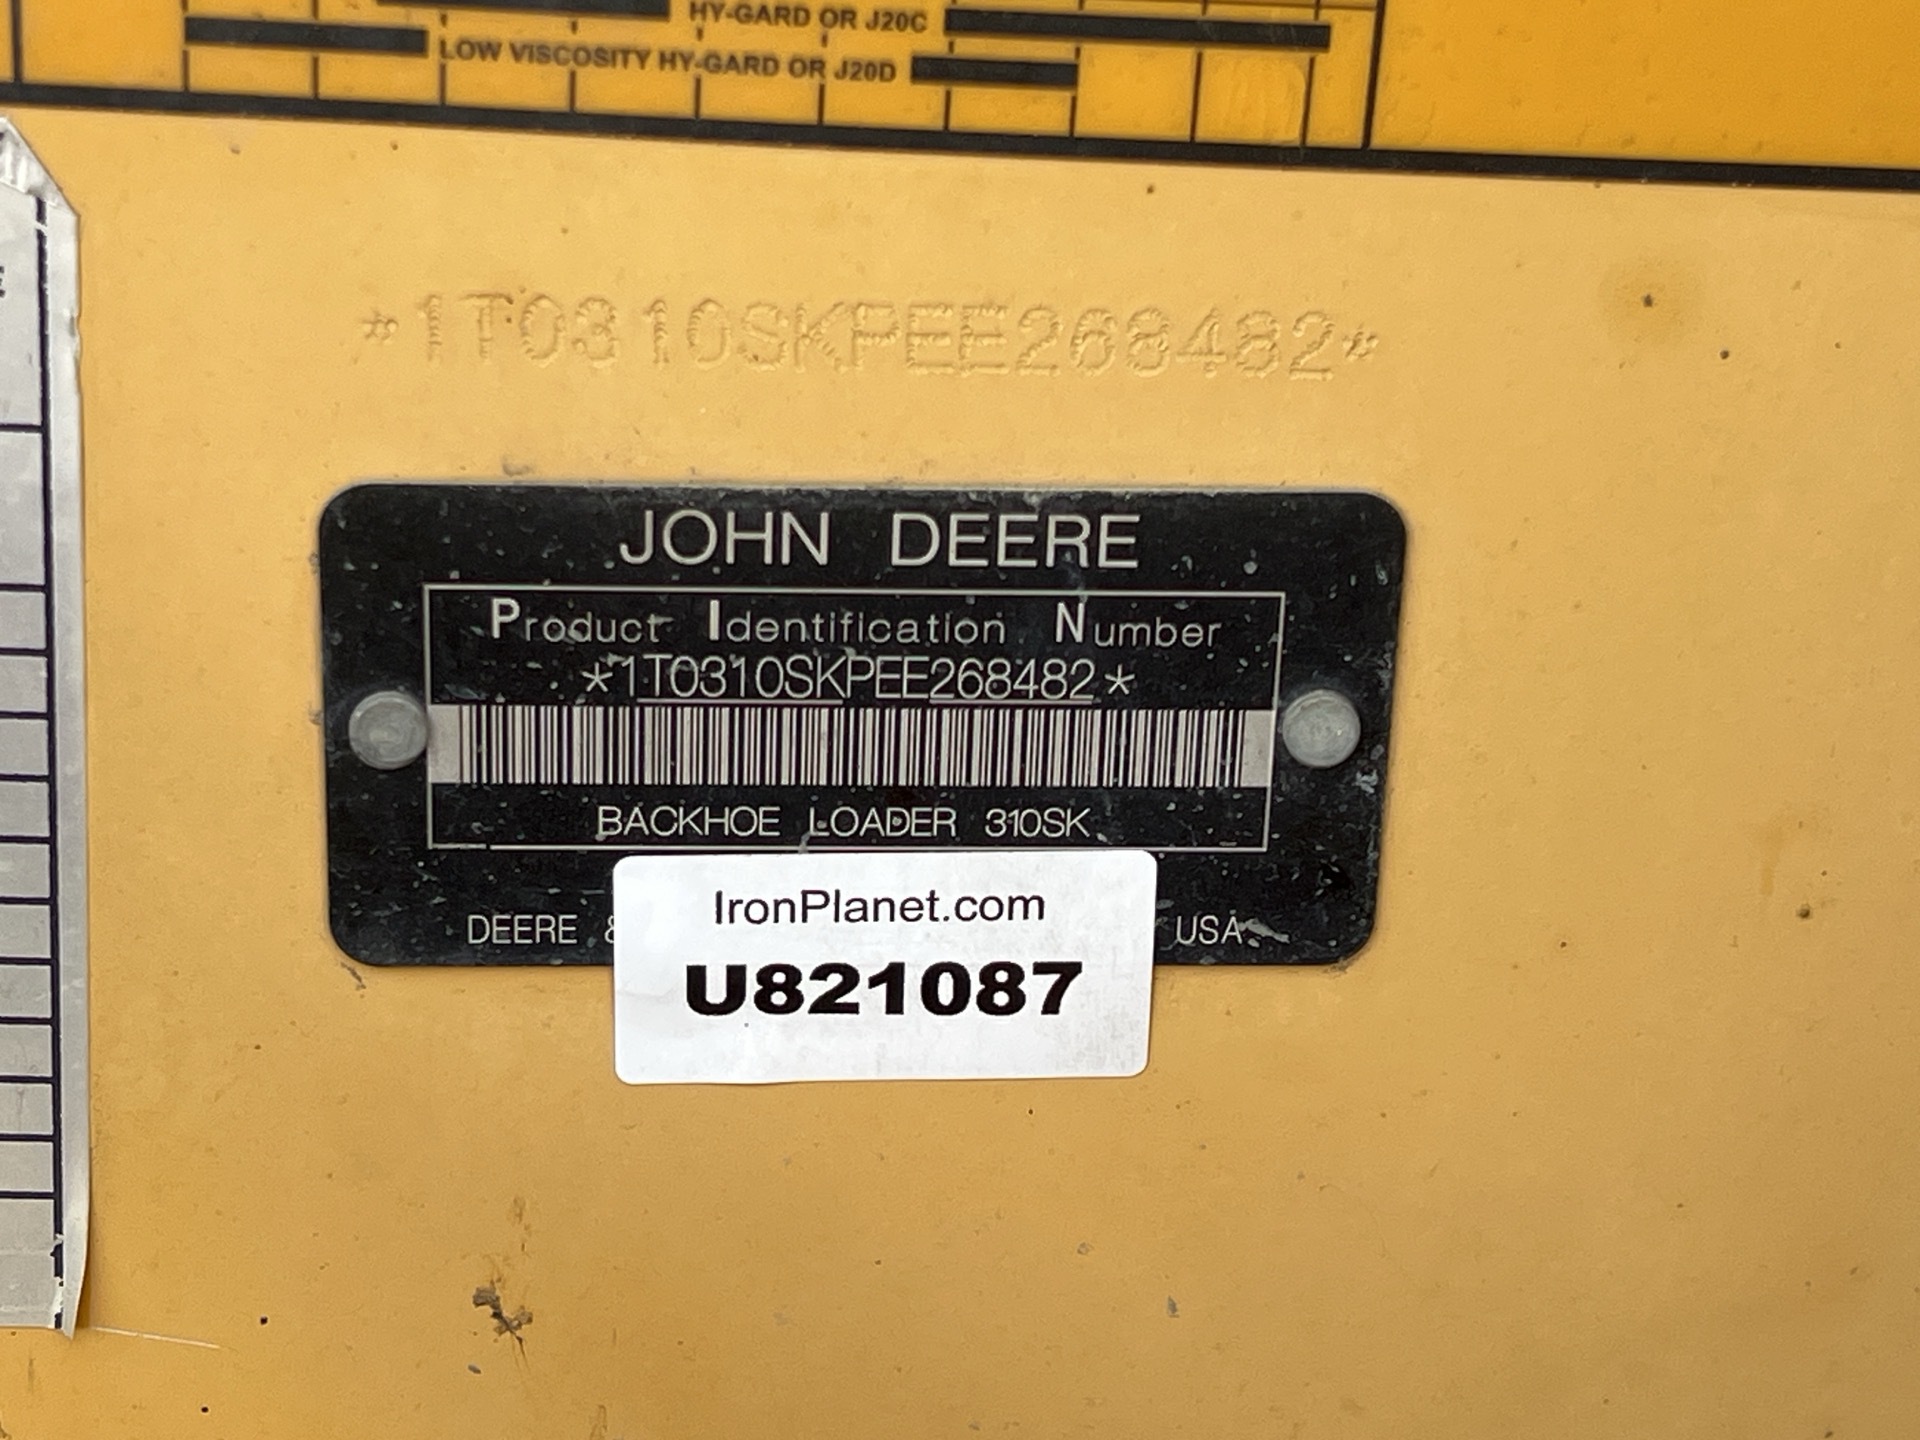 HY-GARD OR J20C
LOW VISCOSITY HY-GARD OR J20D
*1T0310SKPEE268482*
JOHN DEERE
Product Identification Number
*1T0310SKPEE268482*
BACKHOE LOADER 310SK
DEERE & USA
IronPlanet.com
U821087